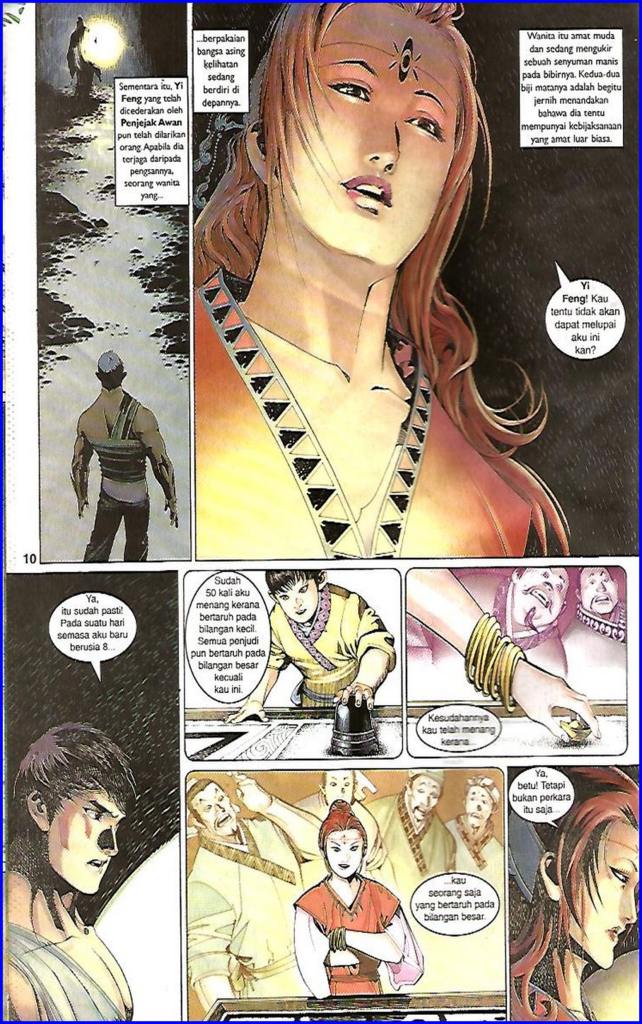 Sementara itu, Yi
Feng yang telah
dicederakan oleh
Penjejak Awan
pun telah dilarikan
orang. Apabila dia
terjaga daripada
pengsannya,
seorang wanita
yang...
...berpakaian
bangsa asing
kelihatan
sedang
berdiri di
depannya.
Wanita itu amat muda
dan sedang mengukir
sebuah senyuman manis
pada bibirnya. Kedua-dua
biji matanya adalah begitu
jernih menandakan
bahawa dia tentu
mempunyai kebijaksanaan
yang amat luar biasa.
Yi
Feng! Kau
tentu tidak akan
dapat melupai
aku ini
kan?
10
Ya,
itu sudah pasti!
Pada suatu hari
semasa aku baru
berusia 8...
Sudah
50 kali aku
menang kerana
bertaruh pada
bilangan kecil.
Semua penjudi
pun bertaruh pada
bilangan besar
kecuali
kau ini.
Kesudahannya
kau telah menang
kerana...
...kau
seorang saja
yang bertaruh pada
bilangan besar.
Ya,
betul! Tetapi
bukan perkara
itu saja...